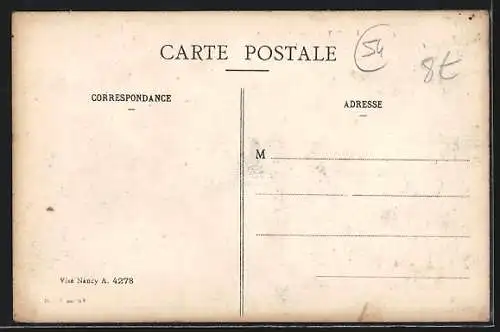 CARTE POSTALE
54
8t
CORRESPONDANCE
ADRESSE
M
Visa Nancy A. 4278